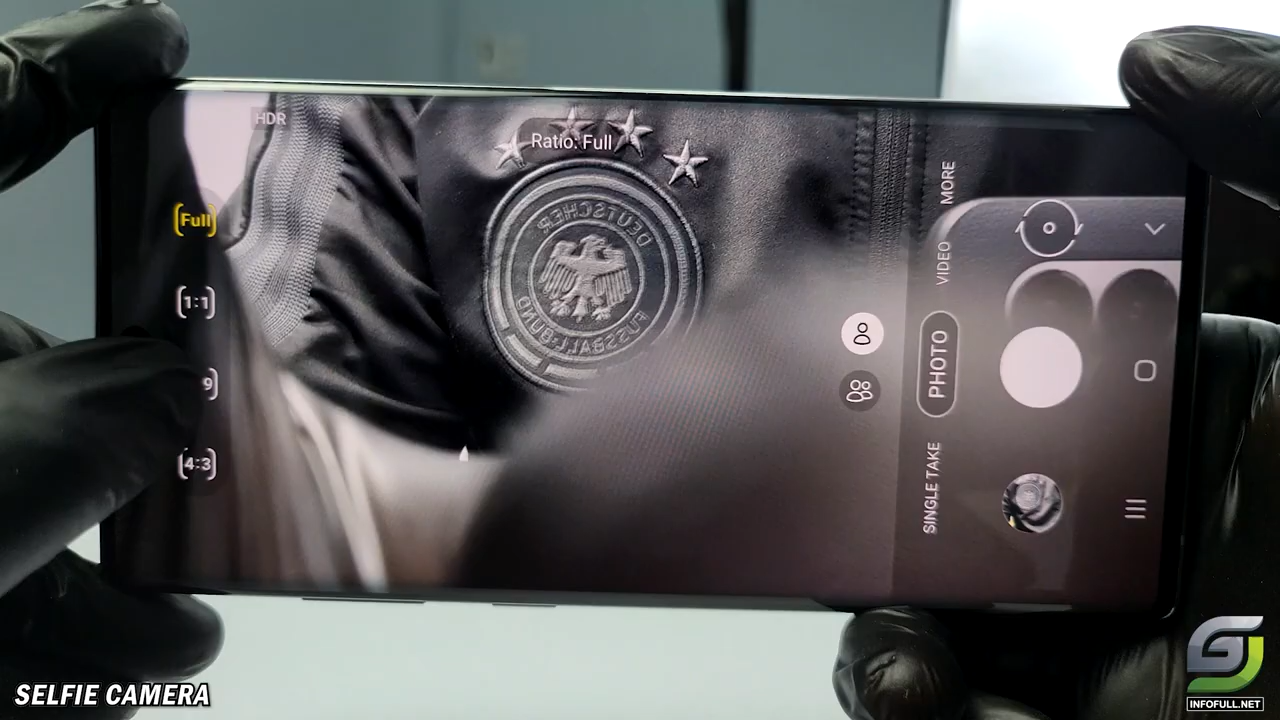 HDR
Ratio: Full
Full
1:1
9
4:3
DEUTSCHER
FUSSBALL-BUND
MORE
VIDEO
PHOTO
SINGLE TAKE
SELFIE CAMERA
INFOFULL.NET